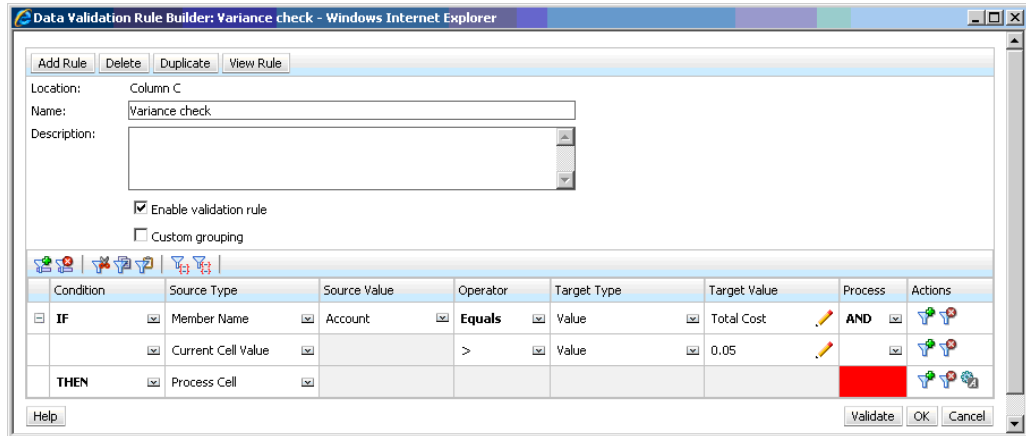 Data Validation Rule Builder: Variance check - Windows Internet Explorer
Add Rule Delete Duplicate View Rule
Location: Column C
Name: Variance check
Description:
Enable validation rule
Custom grouping
Condition Source Type Source Value Operator Target Type Target Value Process Actions
IF Member Name Account Equals Value Total Cost AND
Current Cell Value > Value 0.05
THEN Process Cell
Help Validate OK Cancel